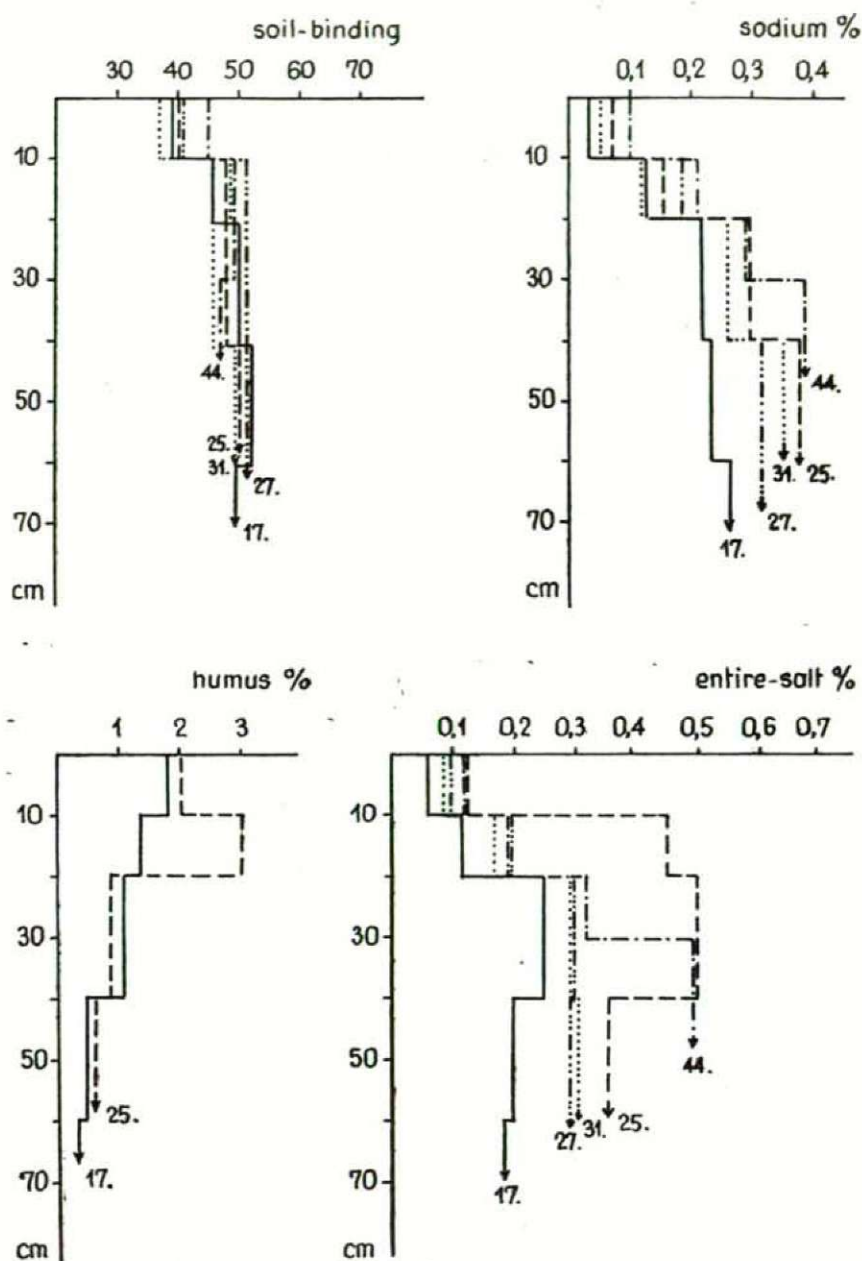 soil-binding
30 40 50 70
10
30
50
70
cm
44.
25.
31.
27.
17.
sodium %
0,1 0,2 0,3 0,4
10
30
50
70
cm
44.
31. 25.
27.
17.
humus %
1 2 3
10
30
50
70
cm
25.
17.
entire-salt %
0,1 0,2 0,3 0,4 0,5 0,6 0,7
10
30
50
70
cm
44.
27. 31. 25.
17.